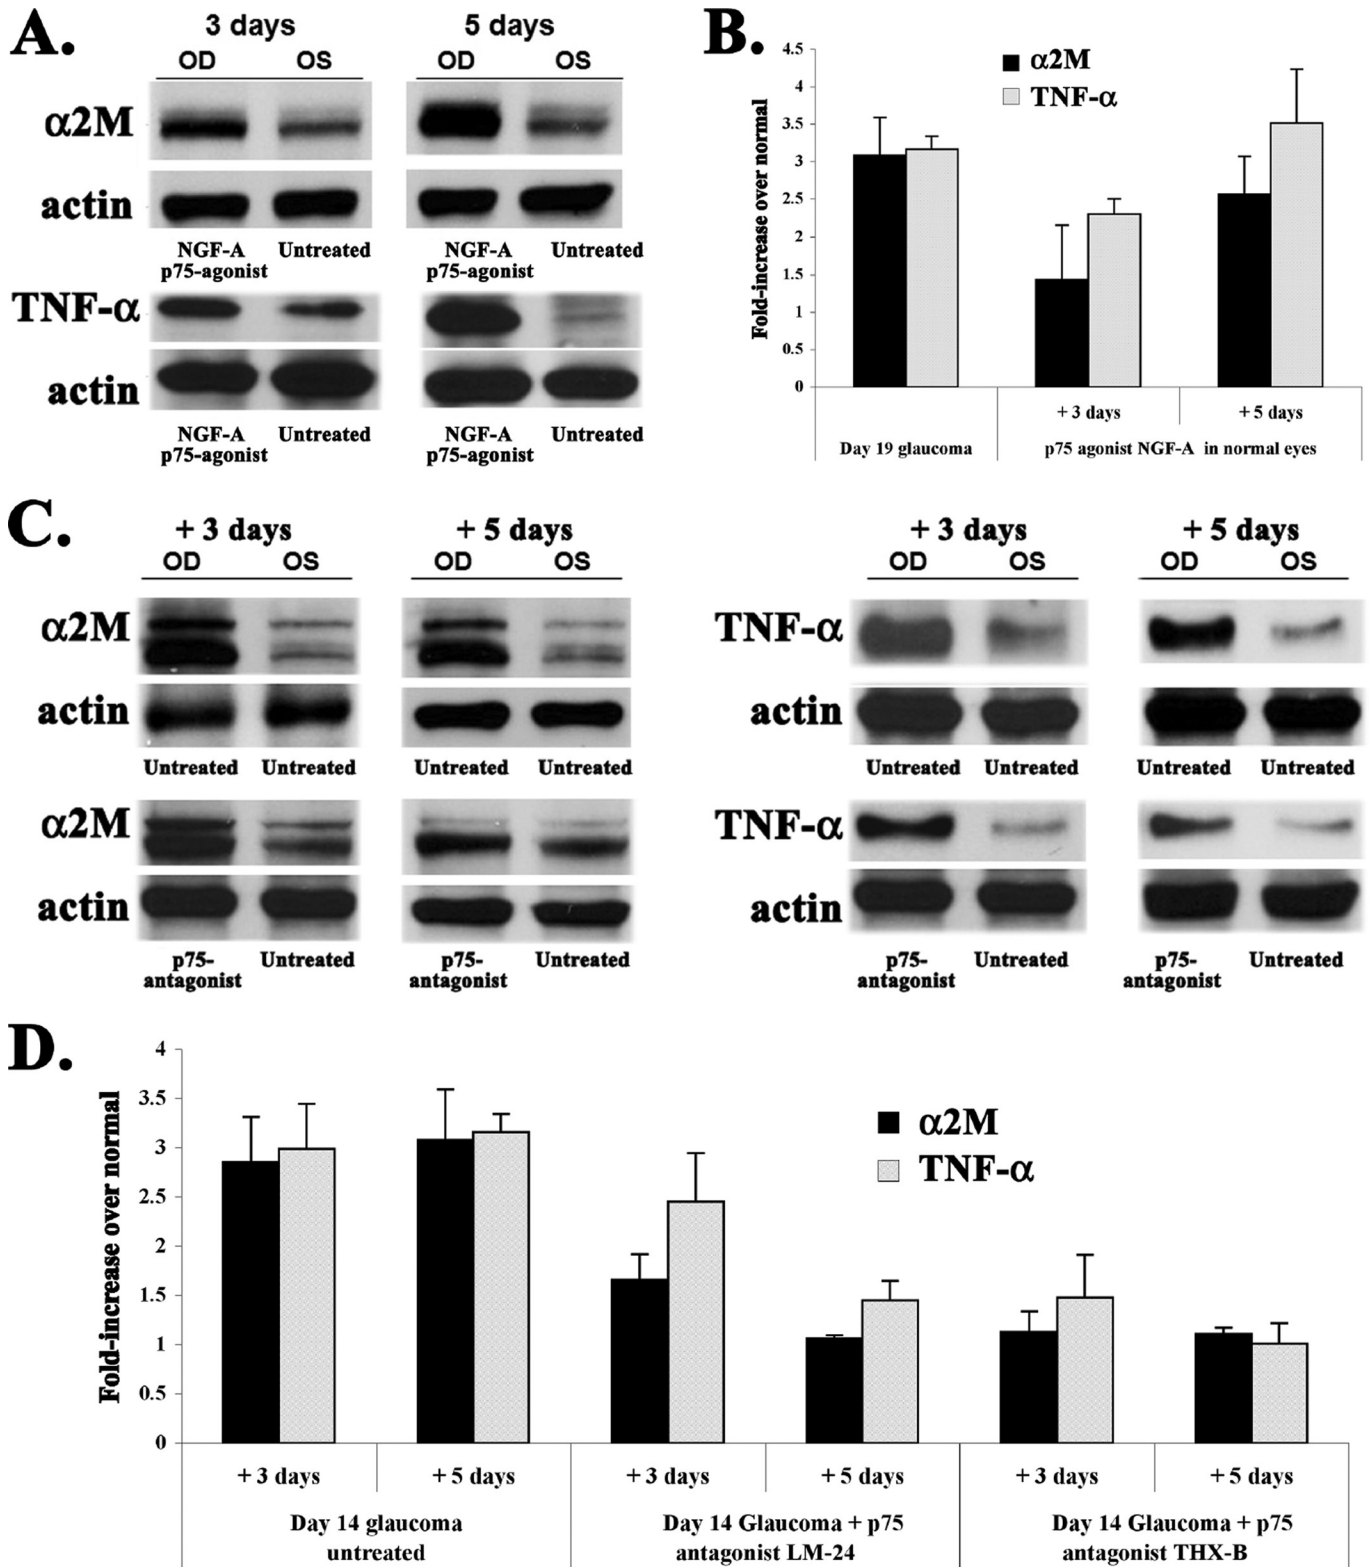 A.
3 days
5 days
OD OS OD OS
α2M
actin
NGF-A
p75-agonist
Untreated
NGF-A
p75-agonist
Untreated
TNF-α
actin
NGF-A
p75-agonist
Untreated
NGF-A
p75-agonist
Untreated
B.
α2M
TNF-α
Fold-increase over normal
4.5
4
3.5
3
2.5
2
1.5
1
0.5
0
+ 3 days
+ 5 days
Day 19 glaucoma
p75 agonist NGF-A in normal eyes
C.
+ 3 days
+ 5 days
OD OS OD OS
α2M
actin
Untreated Untreated Untreated Untreated
α2M
actin
p75-
antagonist
Untreated
p75-
antagonist
Untreated
+ 3 days
+ 5 days
OD OS OD OS
TNF-α
actin
Untreated Untreated Untreated Untreated
TNF-α
actin
p75-
antagonist
Untreated
p75-
antagonist
Untreated
D.
Fold-increase over normal
4
3.5
3
2.5
2
1.5
1
0.5
0
α2M
TNF-α
+ 3 days
+ 5 days
+ 3 days
+ 5 days
+ 3 days
+ 5 days
Day 14 glaucoma
untreated
Day 14 Glaucoma + p75
antagonist LM-24
Day 14 Glaucoma + p75
antagonist THX-B